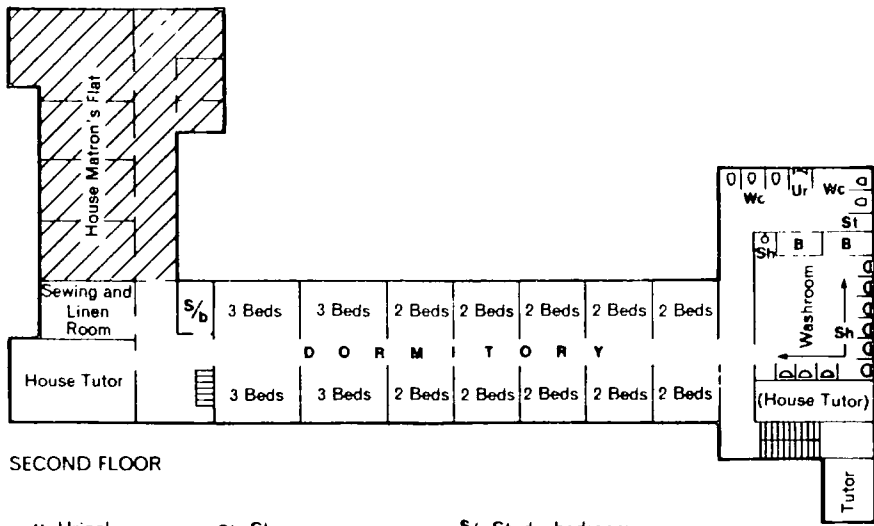 House Matron's Flat
Wc
Ur
Wc
St
Sh
B
B
Sewing and
Linen
Room
S/b
3 Beds
3 Beds
2 Beds
2 Beds
2 Beds
2 Beds
2 Beds
Washroom
Sh
DORMITORY
House Tutor
3 Beds
3 Beds
2 Beds
2 Beds
2 Beds
2 Beds
2 Beds
(House Tutor)
SECOND FLOOR
Tutor